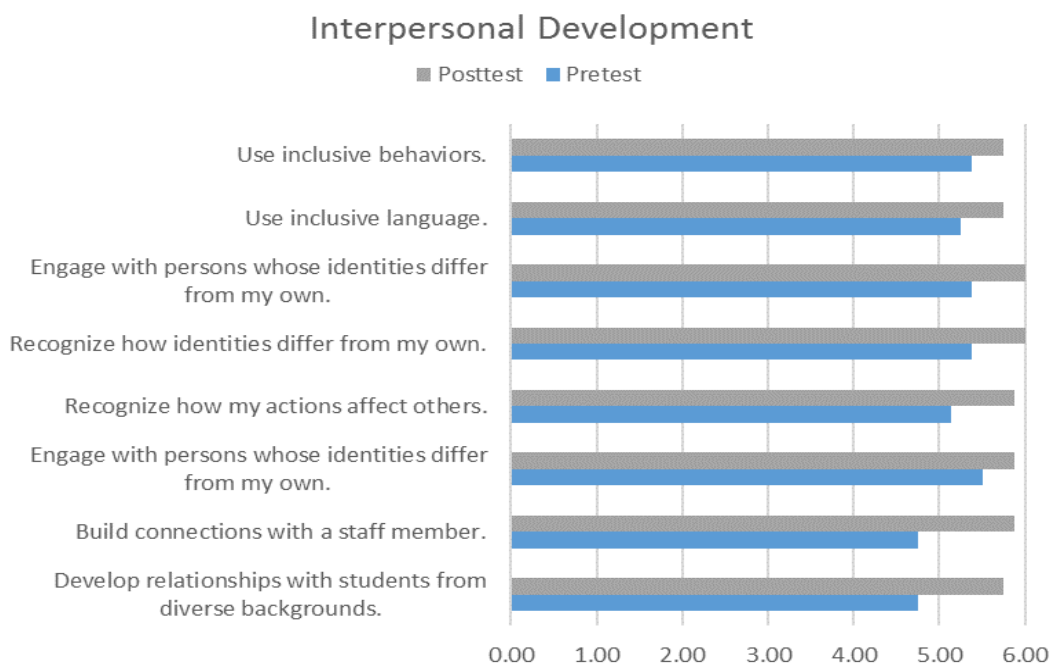 Interpersonal Development
Posttest Pretest
Use inclusive behaviors.
Use inclusive language.
Engage with persons whose identities differ
from my own.
Recognize how identities differ from my own.
Recognize how my actions affect others.
Engage with persons whose identities differ
from my own.
Build connections with a staff member.
Develop relationships with students from
diverse backgrounds.
0.00 1.00 2.00 3.00 4.00 5.00 6.00